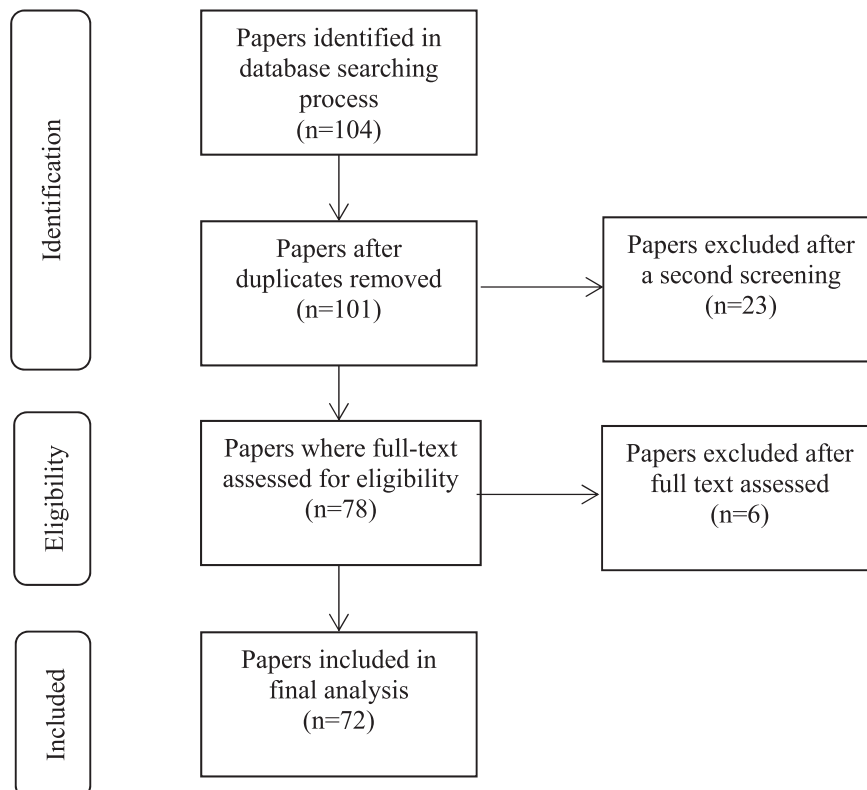 Identification
Papers identified in
database searching
process
(n=104)
Papers after
duplicates removed
(n=101)
Papers excluded after
a second screening
(n=23)
Eligibility
Papers where full-text
assessed for eligibility
(n=78)
Papers excluded after
full text assessed
(n=6)
Included
Papers included in
final analysis
(n=72)